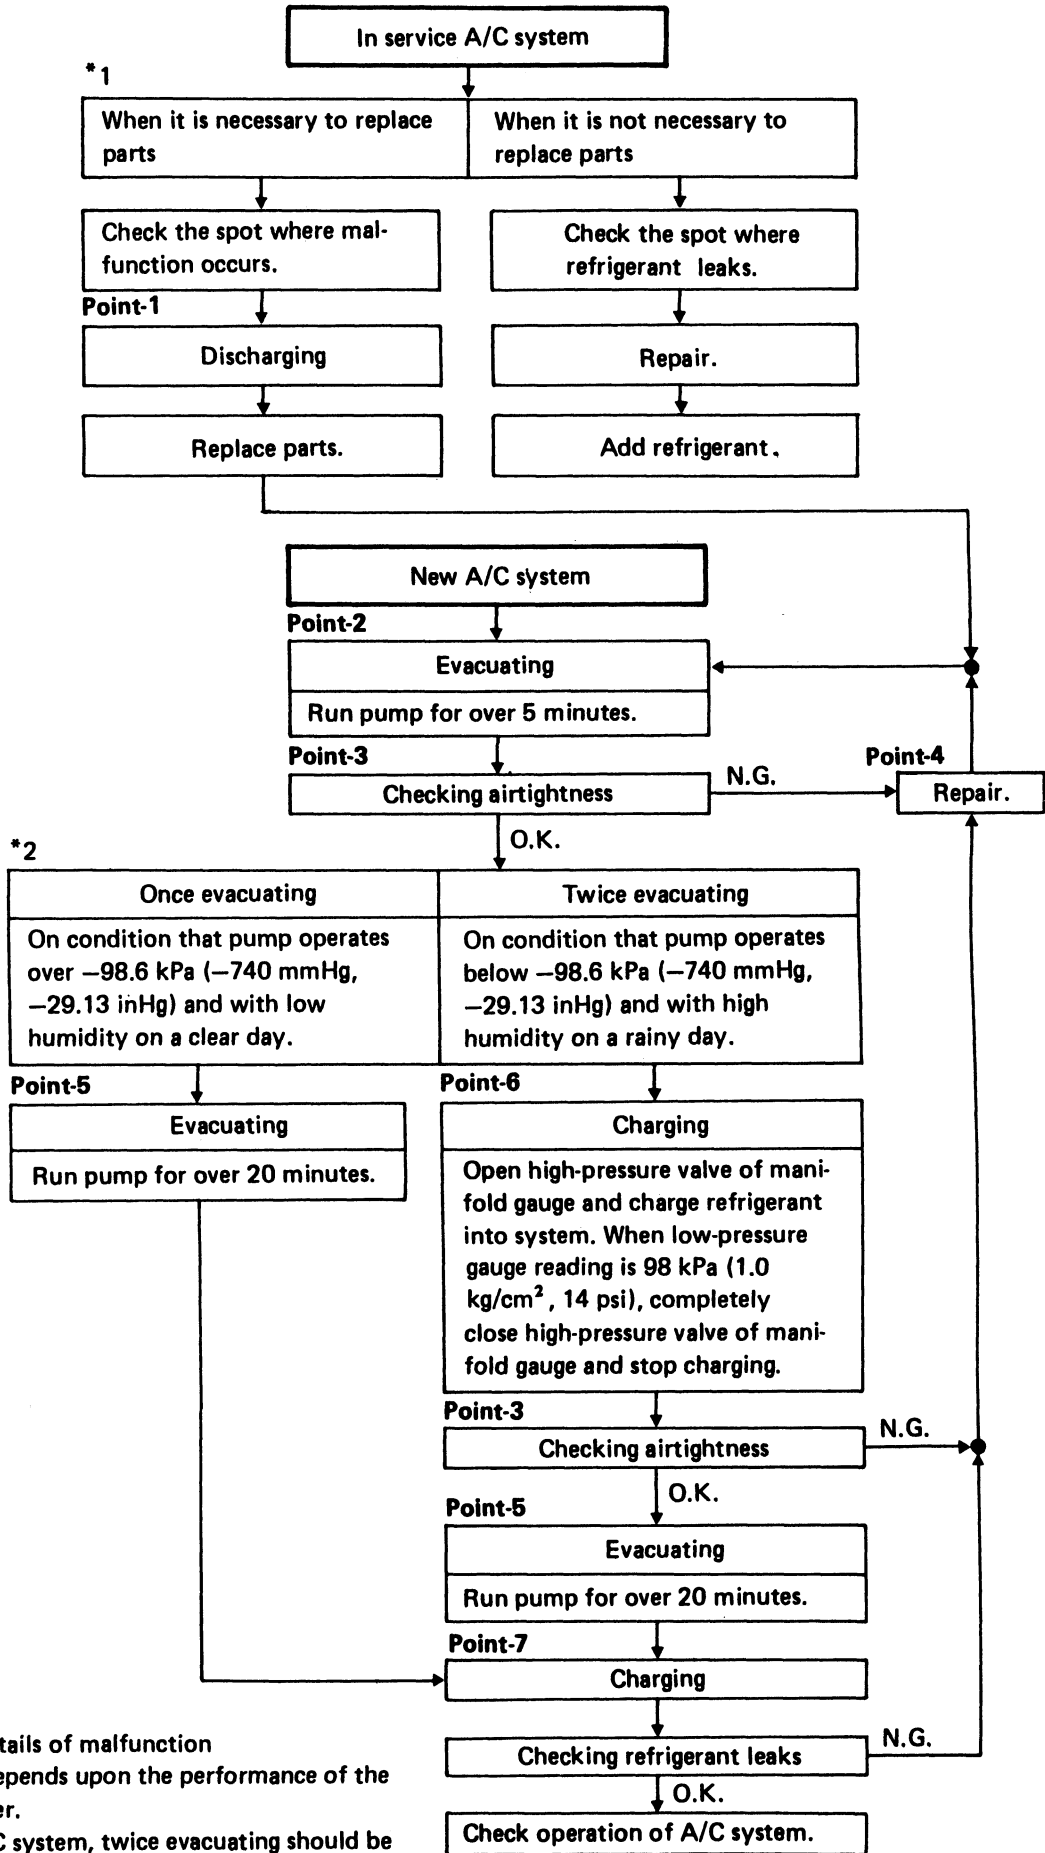 In service A/C system
*1
When it is necessary to replace
parts
When it is not necessary to
replace parts
Check the spot where mal-
function occurs.
Check the spot where
refrigerant leaks.
Point-1
Discharging
Repair.
Replace parts.
Add refrigerant.
New A/C system
Point-2
Evacuating
Run pump for over 5 minutes.
Point-3
Checking airtightness
N.G.
Point-4
Repair.
O.K.
*2
Once evacuating
On condition that pump operates
over −98.6 kPa (−740 mmHg,
−29.13 inHg) and with low
humidity on a clear day.
Twice evacuating
On condition that pump operates
below −98.6 kPa (−740 mmHg,
−29.13 inHg) and with high
humidity on a rainy day.
Point-5
Evacuating
Run pump for over 20 minutes.
Point-6
Charging
Open high-pressure valve of mani-
fold gauge and charge refrigerant
into system. When low-pressure
gauge reading is 98 kPa (1.0
kg/cm², 14 psi), completely
close high-pressure valve of mani-
fold gauge and stop charging.
Point-3
Checking airtightness
N.G.
O.K.
Point-5
Evacuating
Run pump for over 20 minutes.
Point-7
Charging
Checking refrigerant leaks
N.G.
O.K.
Check operation of A/C system.
tails of malfunction
epends upon the performance of the
er.
C system, twice evacuating should be